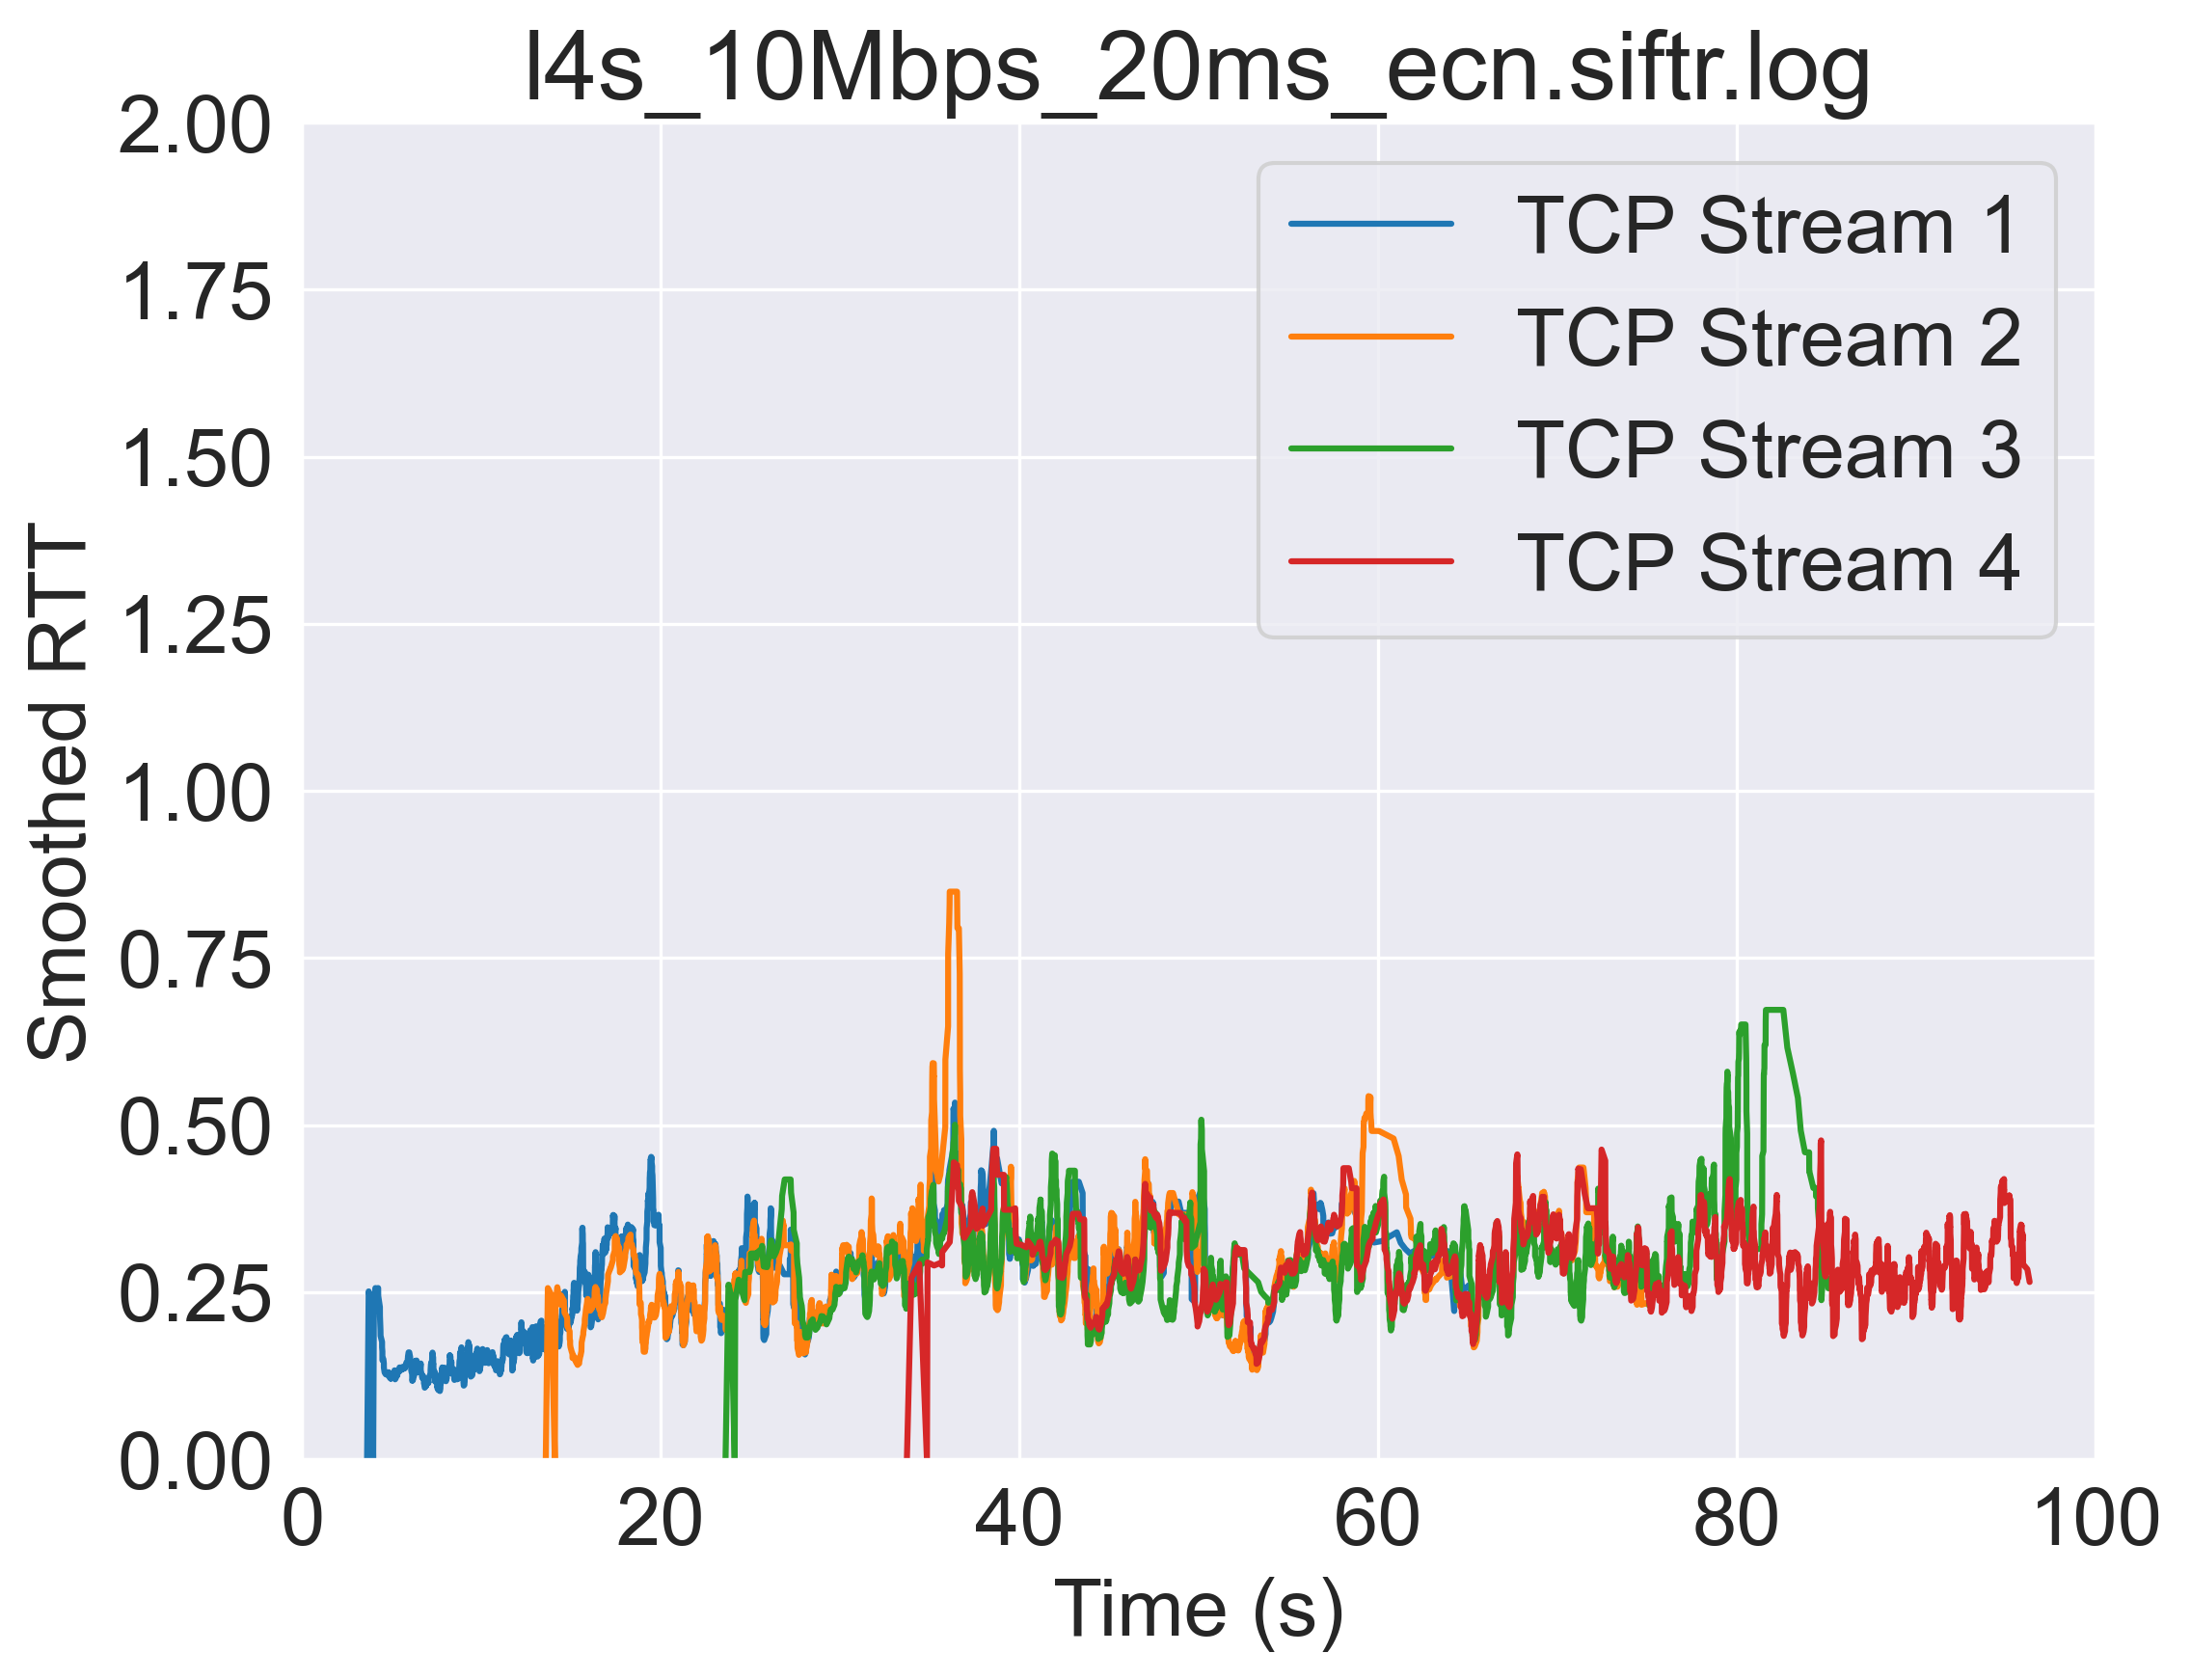 l4s_10Mbps_20ms_ecn.siftr.log
2.00
1.75
1.50
1.25
1.00
0.75
0.50
0.25
0.00
Smoothed RTT
TCP Stream 1
TCP Stream 2
TCP Stream 3
TCP Stream 4
0 20 40 60 80 100
Time (s)